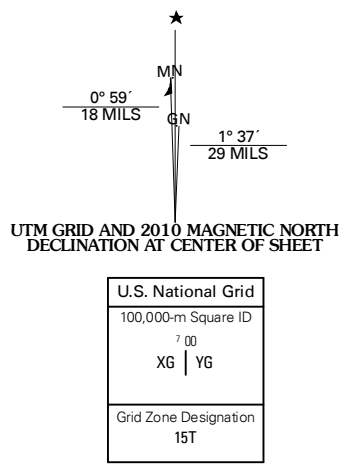 MN
0° 59´
18 MILS
GN
1° 37´
29 MILS
UTM GRID AND 2010 MAGNETIC NORTH
DECLINATION AT CENTER OF SHEET
U.S. National Grid
100,000-m Square ID
7 00
XG | YG
Grid Zone Designation
15T